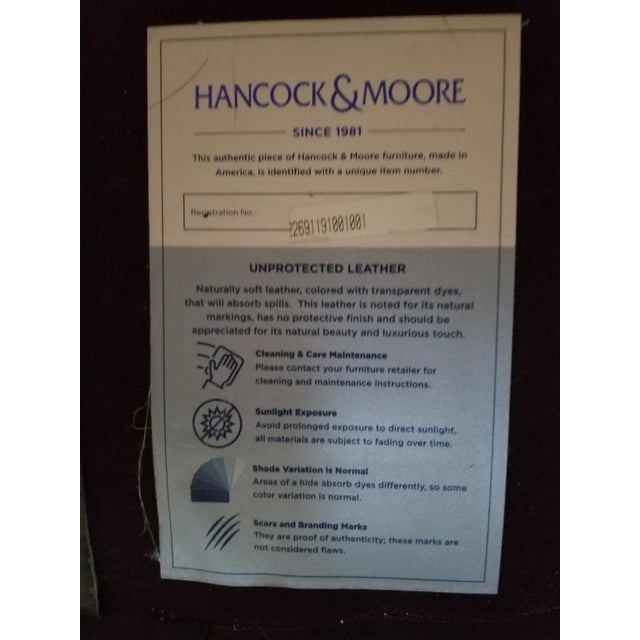 HANCOCK & MOORE
SINCE 1981
This authentic piece of Hancock & Moore furniture, made in
America, is identified with a unique item number.
Registration No. 22691191001001
UNPROTECTED LEATHER
Naturally soft leather, colored with transparent dyes,
that will absorb spills. This leather is noted for its natural
markings, has no protective finish and should be
appreciated for its natural beauty and luxurious touch.
Cleaning & Care Maintenance
Please contact your furniture retailer for
cleaning and maintenance instructions.
Sunlight Exposure
Avoid prolonged exposure to direct sunlight,
all materials are subject to fading over time.
Shade Variation is Normal
Areas of a hide absorb dyes differently, so some
color variation is normal.
Scars and Branding Marks
They are proof of authenticity; these marks are
not considered flaws.